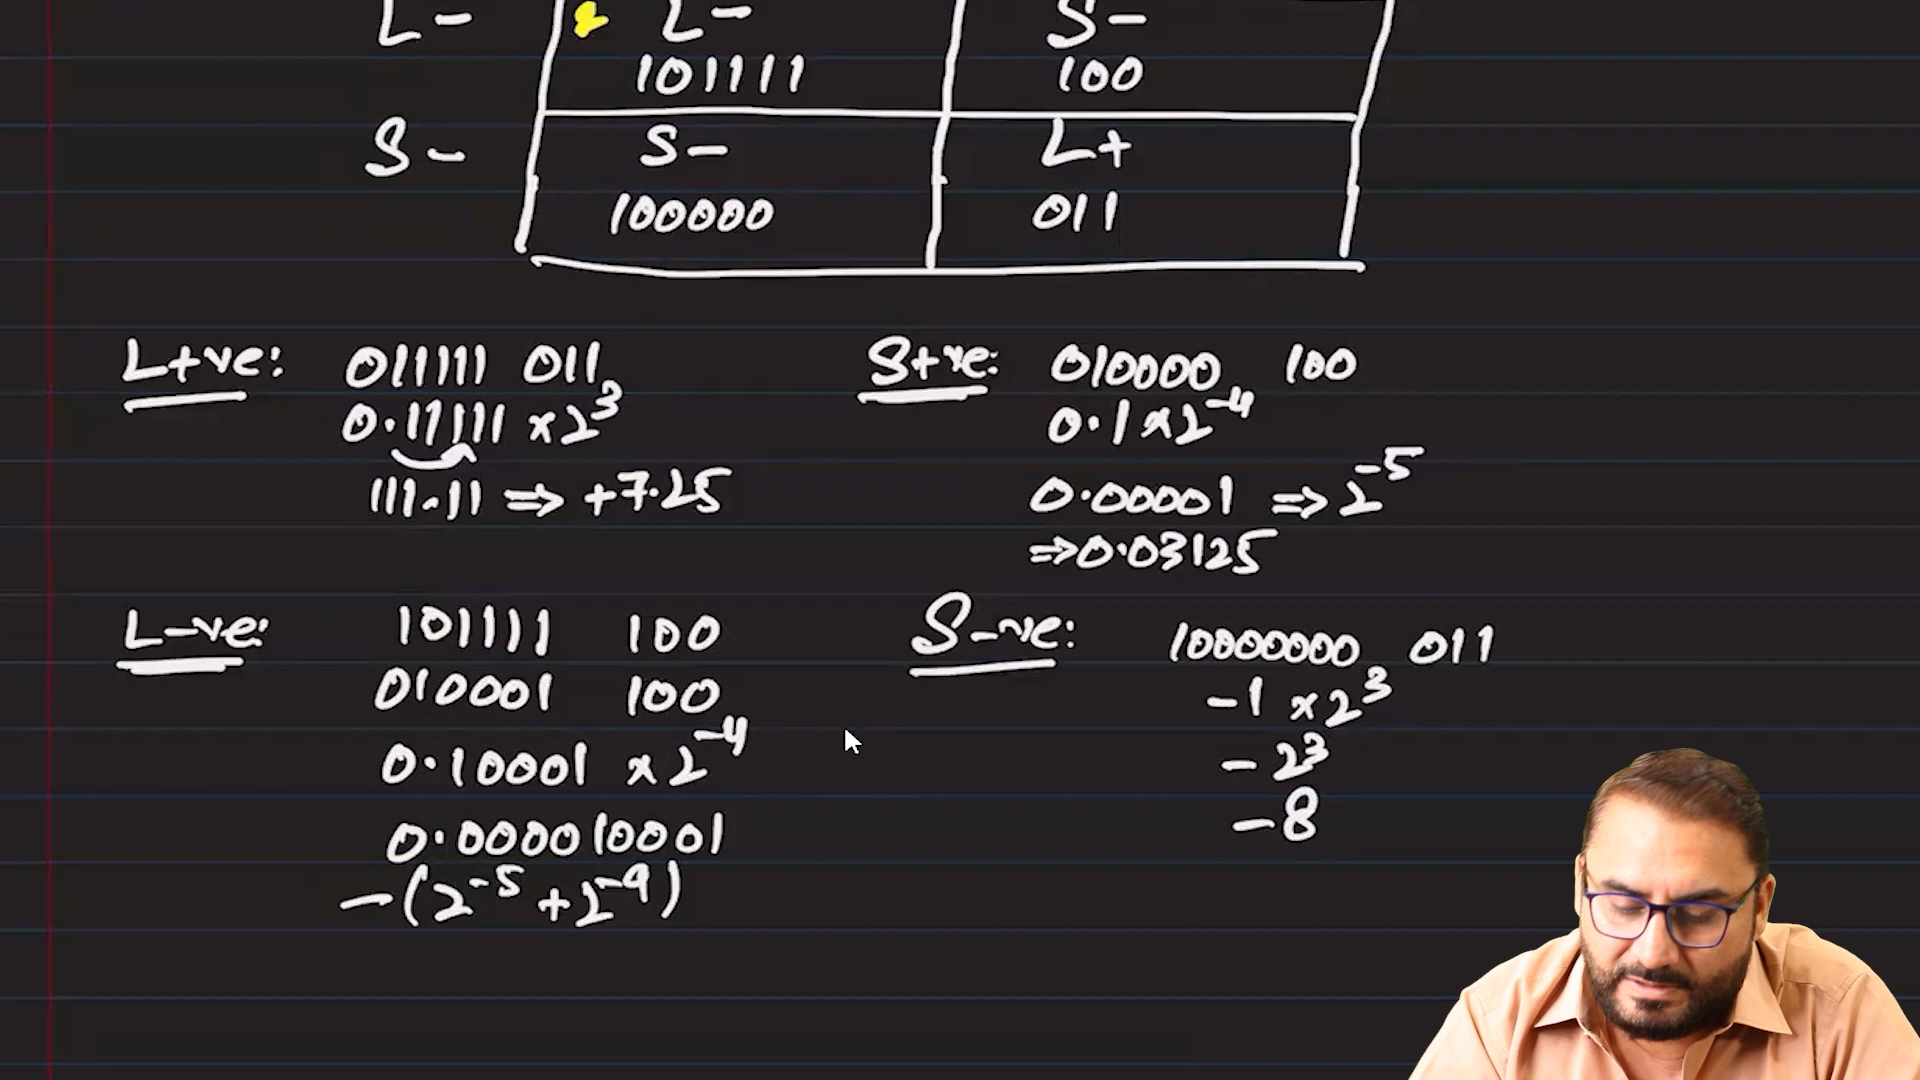 L - L - S -
101111 100
S - S - L+
100000 011
L+ve: 011111 011
0.11111 x 2^3
111.11 ⇒ +7.25
S+ve: 010000 100
0.1 x 2^-4
0.00001 ⇒ 2^-5
⇒ 0.03125
L-ve: 101111 100
010001 100
0.10001 x 2^-4
0.000010001
-(2^-5 + 2^-9)
S-ve: 10000000 011
-1 x 2^3
- 2^3
- 8